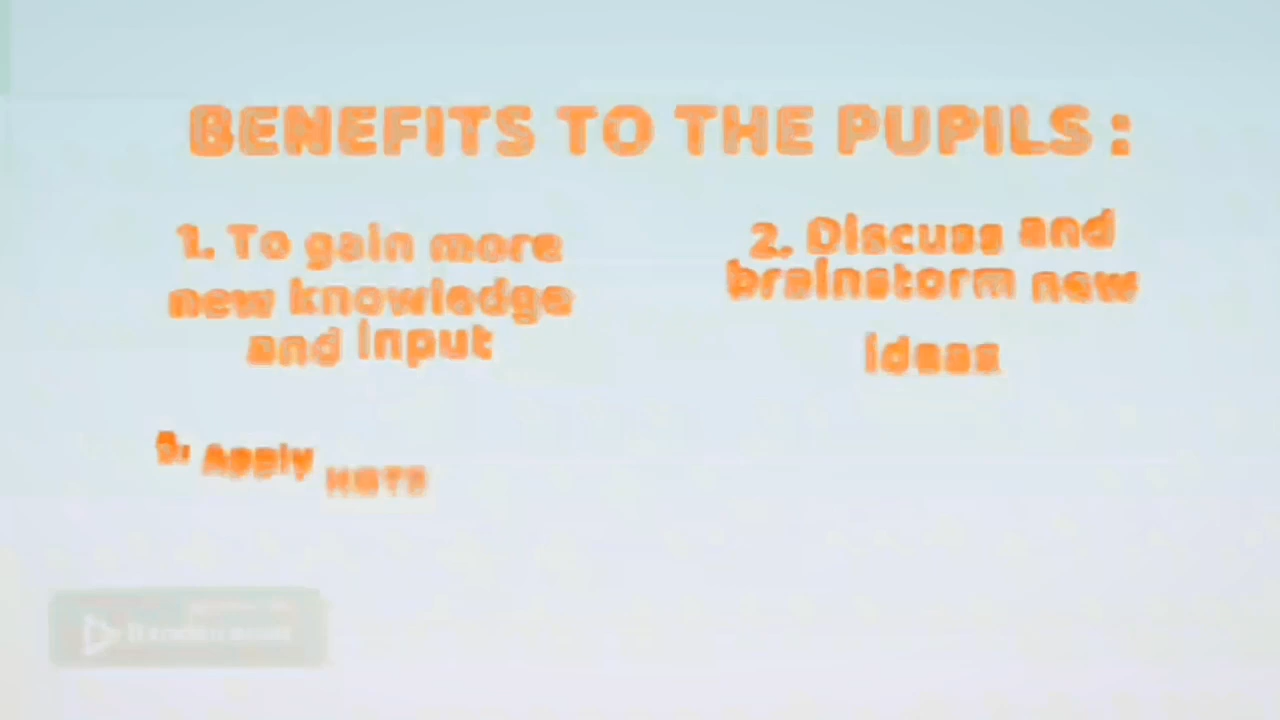 BENEFITS TO THE PUPILS :
1. To gain more
new knowledge
and input
2. Discuss and
brainstorm new
ideas
3. Apply HOTS